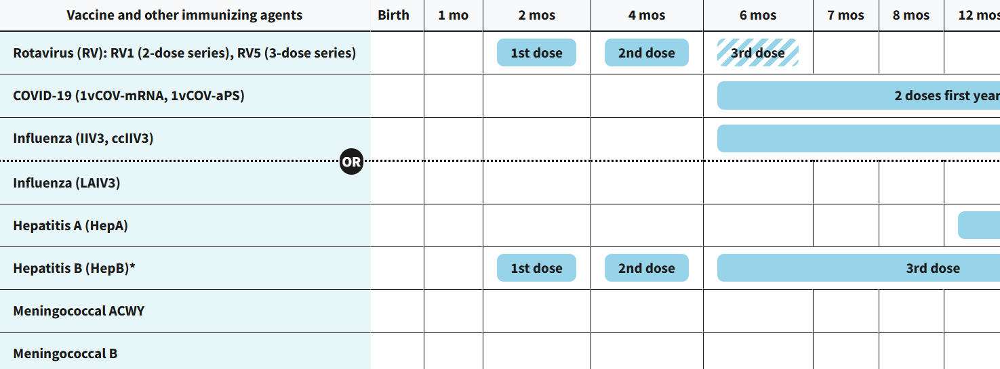 Vaccine and other immunizing agents Birth 1 mo 2 mos 4 mos 6 mos 7 mos 8 mos 12 mos
Rotavirus (RV): RV1 (2-dose series), RV5 (3-dose series) 1st dose 2nd dose 3rd dose
COVID-19 (1vCOV-mRNA, 1vCOV-aPS) 2 doses first year
Influenza (IIV3, ccIIV3)
OR
Influenza (LAIV3)
Hepatitis A (HepA)
Hepatitis B (HepB)* 1st dose 2nd dose 3rd dose
Meningococcal ACWY
Meningococcal B